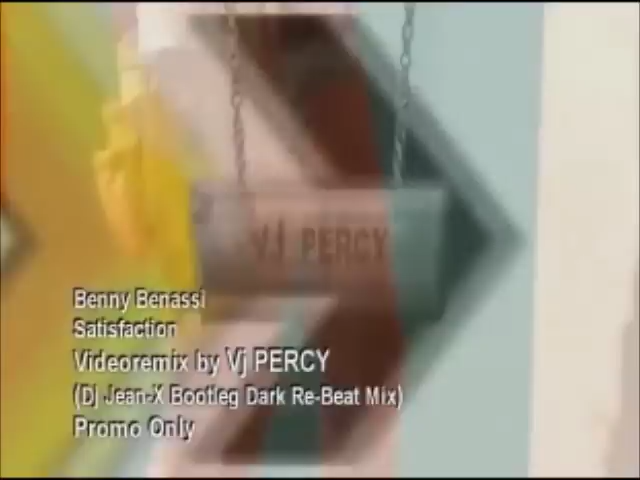 Vj PERCY
Benny Benassi
Satisfaction
Videoremix by Vj PERCY
(Dj Jean-X Bootleg Dark Re-Beat Mix)
Promo Only